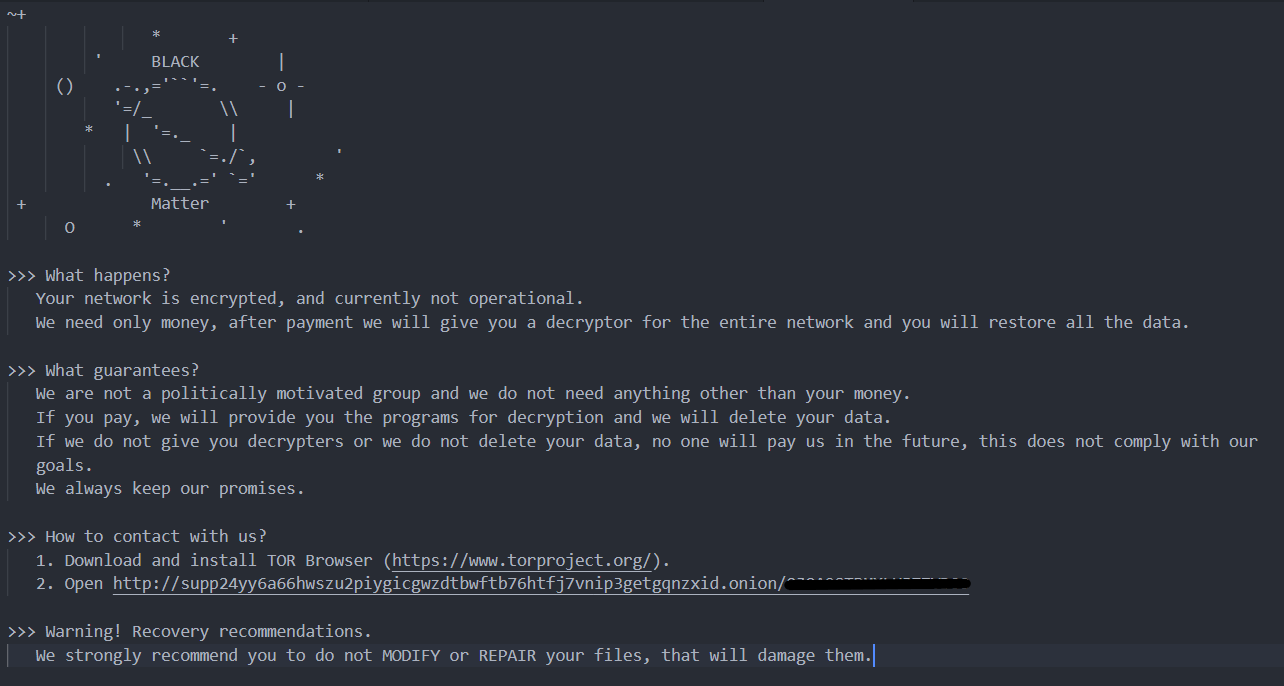 ~+
* +
' BLACK |
() .-.,='``'=. - o -
'=/_ \\ |
* | '=._ |
\\ `=./`, '
. '=.__.=' `=' *
+ Matter +
O * ' .
>>> What happens?
Your network is encrypted, and currently not operational.
We need only money, after payment we will give you a decryptor for the entire network and you will restore all the data.
>>> What guarantees?
We are not a politically motivated group and we do not need anything other than your money.
If you pay, we will provide you the programs for decryption and we will delete your data.
If we do not give you decrypters or we do not delete your data, no one will pay us in the future, this does not comply with our
goals.
We always keep our promises.
>>> How to contact with us?
1. Download and install TOR Browser (https://www.torproject.org/).
2. Open http://supp24yy6a66hwszu2piygicgwzdtbwftb76htfj7vnip3getgqnzxid.onion/
>>> Warning! Recovery recommendations.
We strongly recommend you to do not MODIFY or REPAIR your files, that will damage them.